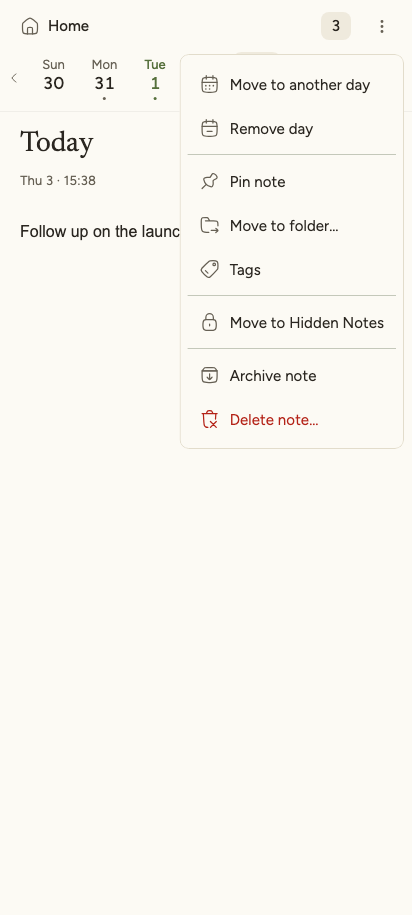 Home
3
Sun
Mon
Tue
30
31
1
Today
Thu 3 · 15:38
Follow up on the launc
Move to another day
Remove day
Pin note
Move to folder...
Tags
Move to Hidden Notes
Archive note
Delete note...